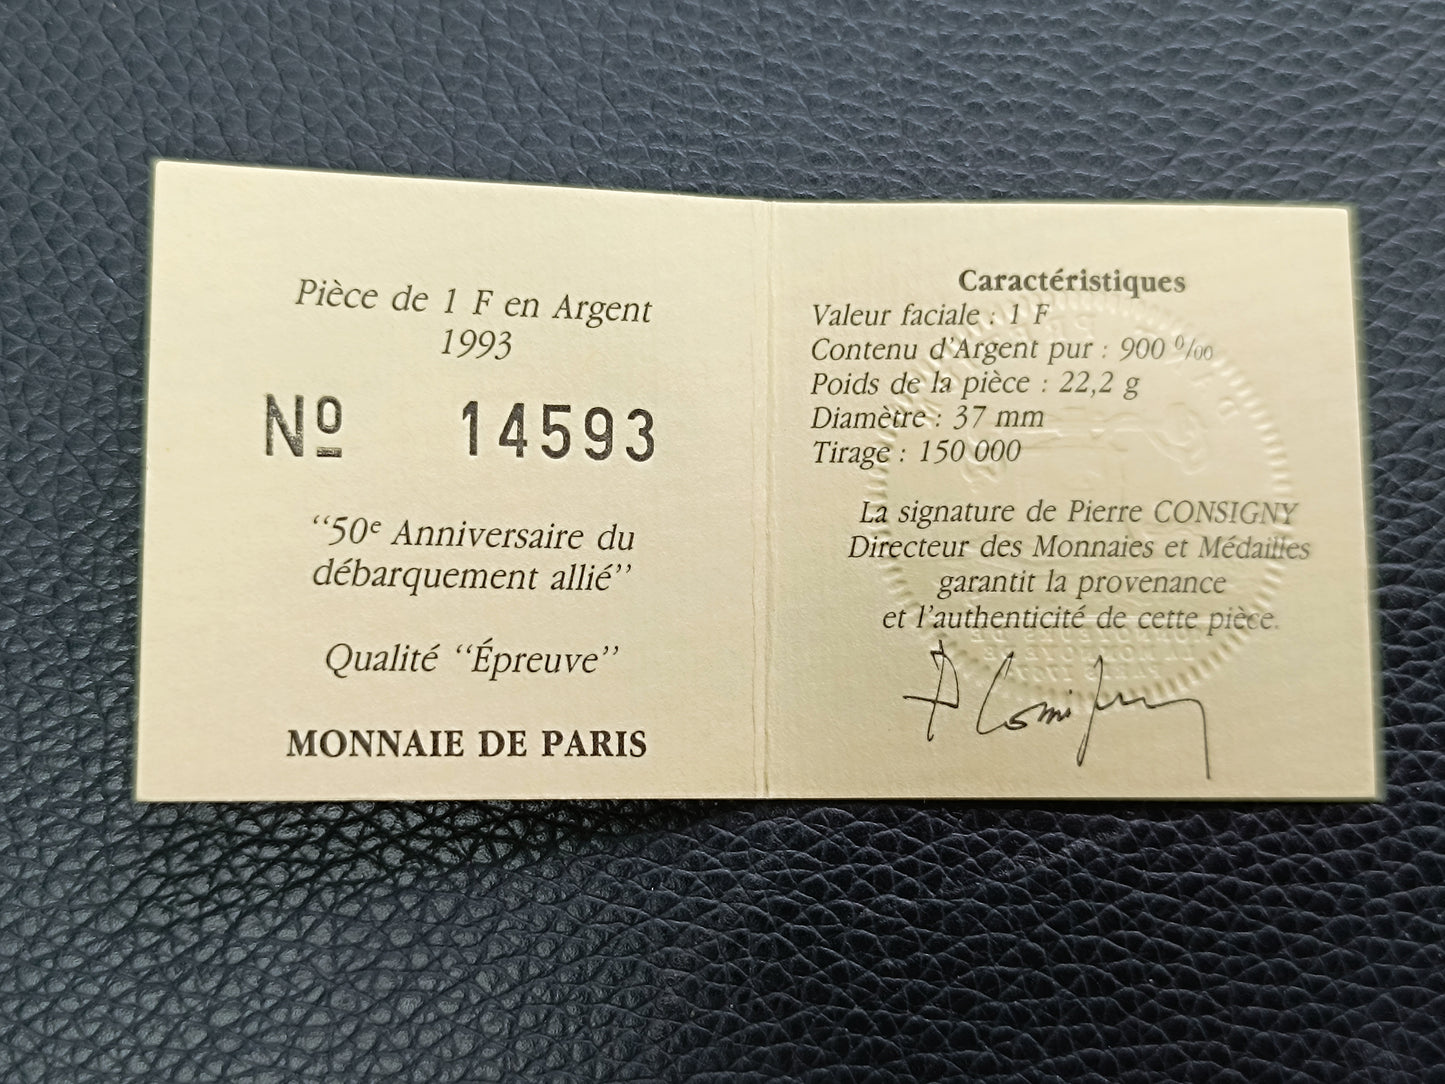 Pièce de 1 F en Argent
1993
Nº 14593
“50e Anniversaire du
débarquement allié”
Qualité “Épreuve”
MONNAIE DE PARIS
Caractéristiques
Valeur faciale : 1 F
Contenu d'Argent pur : 900 ‰
Poids de la pièce : 22,2 g
Diamètre : 37 mm
Tirage : 150 000
La signature de Pierre CONSIGNY
Directeur des Monnaies et Médailles
garantit la provenance
et l'authenticité de cette pièce.
P Consigny